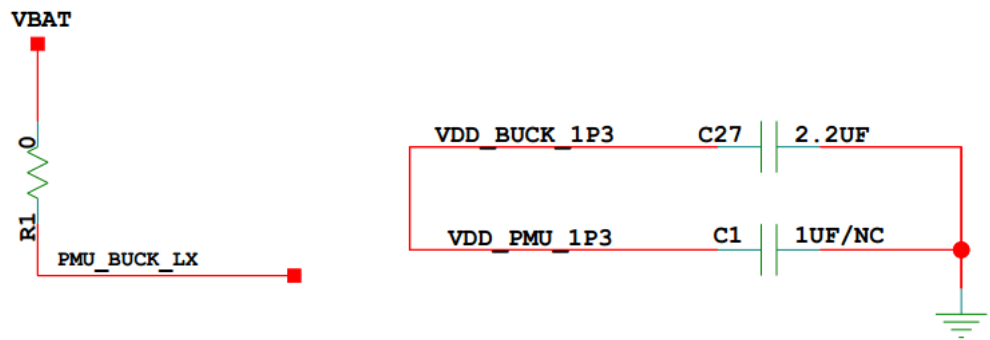 VBAT
0
R1
PMU_BUCK_LX
VDD_BUCK_1P3 C27 2.2UF
VDD_PMU_1P3 C1 1UF/NC